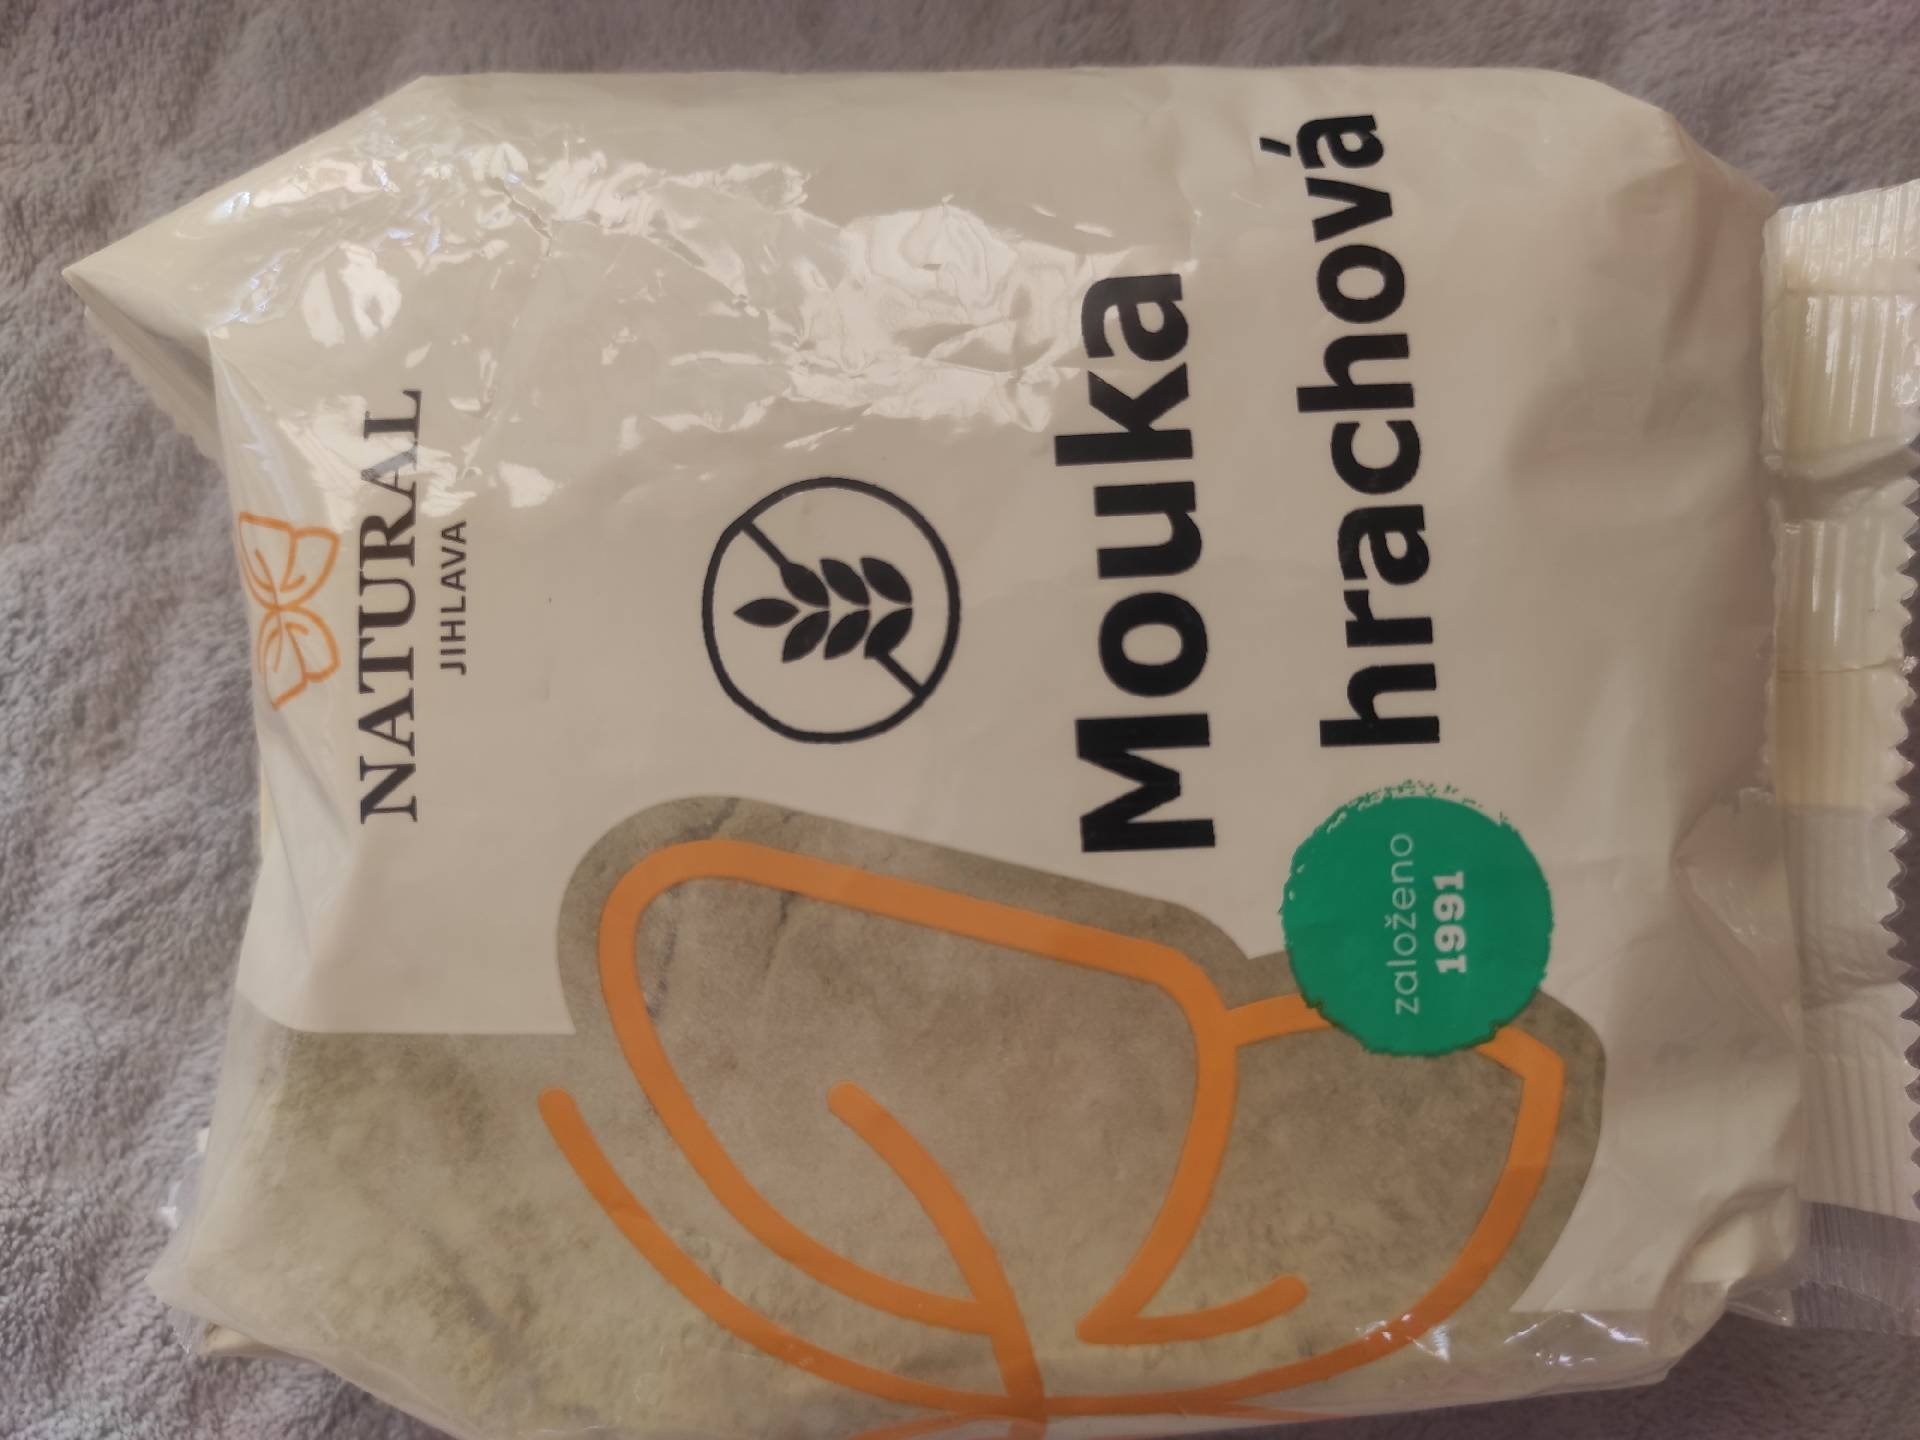 NATURAL
JIHLAVA
Mouka
hrachová
založeno
1991